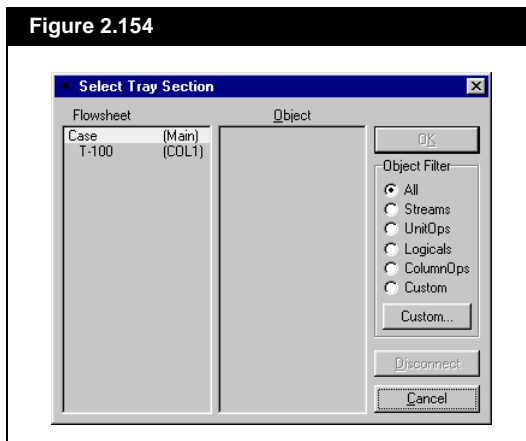 Figure 2.154
Select Tray Section
Flowsheet
Object
Case (Main)
T-100 (COL1)
OK
Object Filter
All
Streams
UnitOps
Logicals
ColumnOps
Custom
Custom...
Disconnect
Cancel